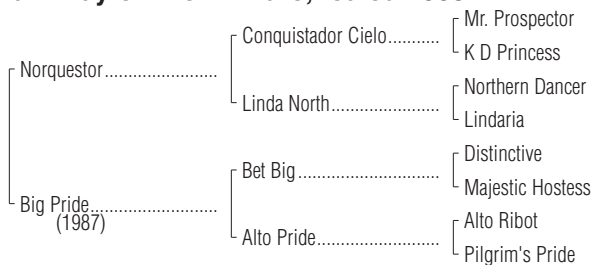 Mr. Prospector
Conquistador Cielo...........
K D Princess
Norquestor.......................
Northern Dancer
Linda North......................
Lindaria
Distinctive
Bet Big.............................
Majestic Hostess
Big Pride..........................
(1987)
Alto Ribot
Alto Pride.........................
Pilgrim's Pride